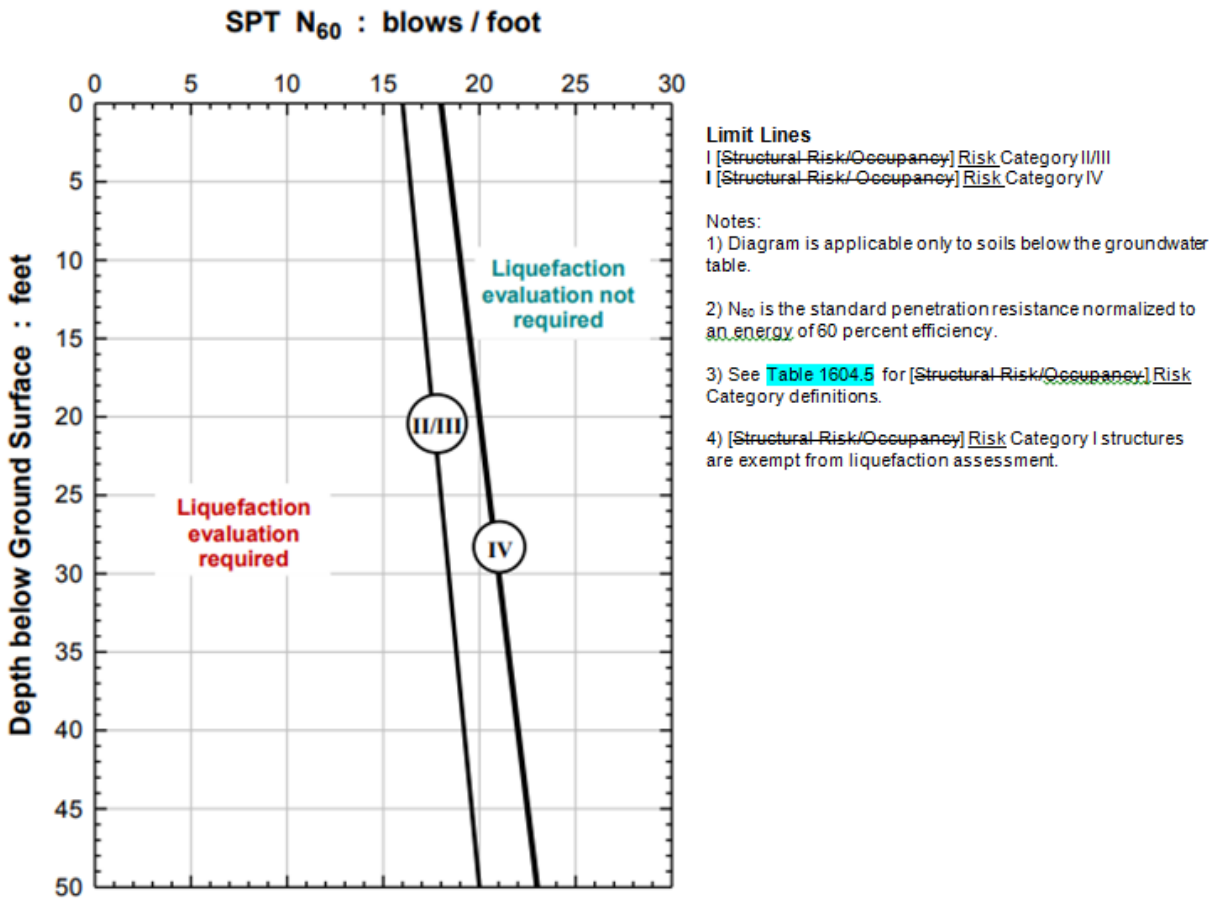 SPT N60 : blows / foot
0 5 10 15 20 25 30
Depth below Ground Surface : feet
0
5
10
15
20
25
30
35
40
45
50
Liquefaction
evaluation not
required
II/III
Liquefaction
evaluation
required
IV
Limit Lines
I [Structural Risk/Occupancy] Risk Category II/III
I [Structural Risk/ Occupancy] Risk Category IV
Notes:
1) Diagram is applicable only to soils below the groundwater
table.
2) N60 is the standard penetration resistance normalized to
an energy of 60 percent efficiency.
3) See Table 1604.5 for [Structural Risk/Occupancy] Risk
Category definitions.
4) [Structural Risk/Occupancy] Risk Category I structures
are exempt from liquefaction assessment.